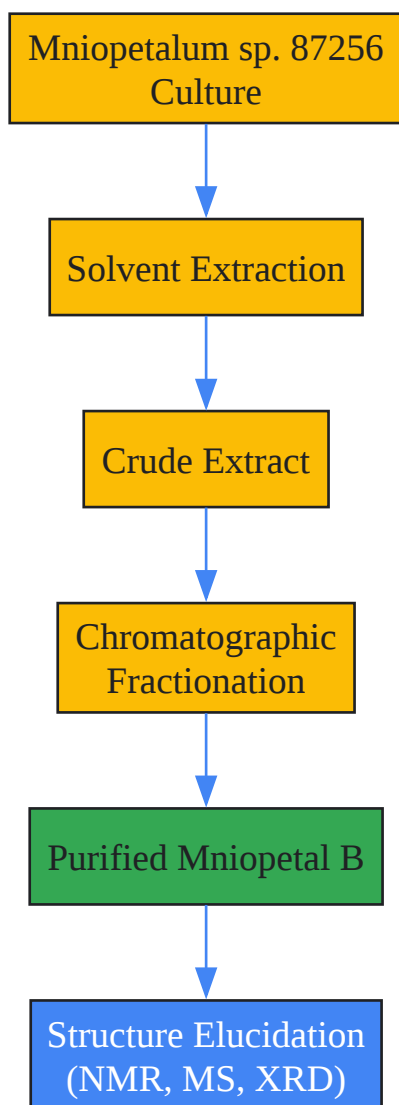 Mniopetalum sp. 87256
Culture
Solvent Extraction
Crude Extract
Chromatographic
Fractionation
Purified Mniopetal B
Structure Elucidation
(NMR, MS, XRD)